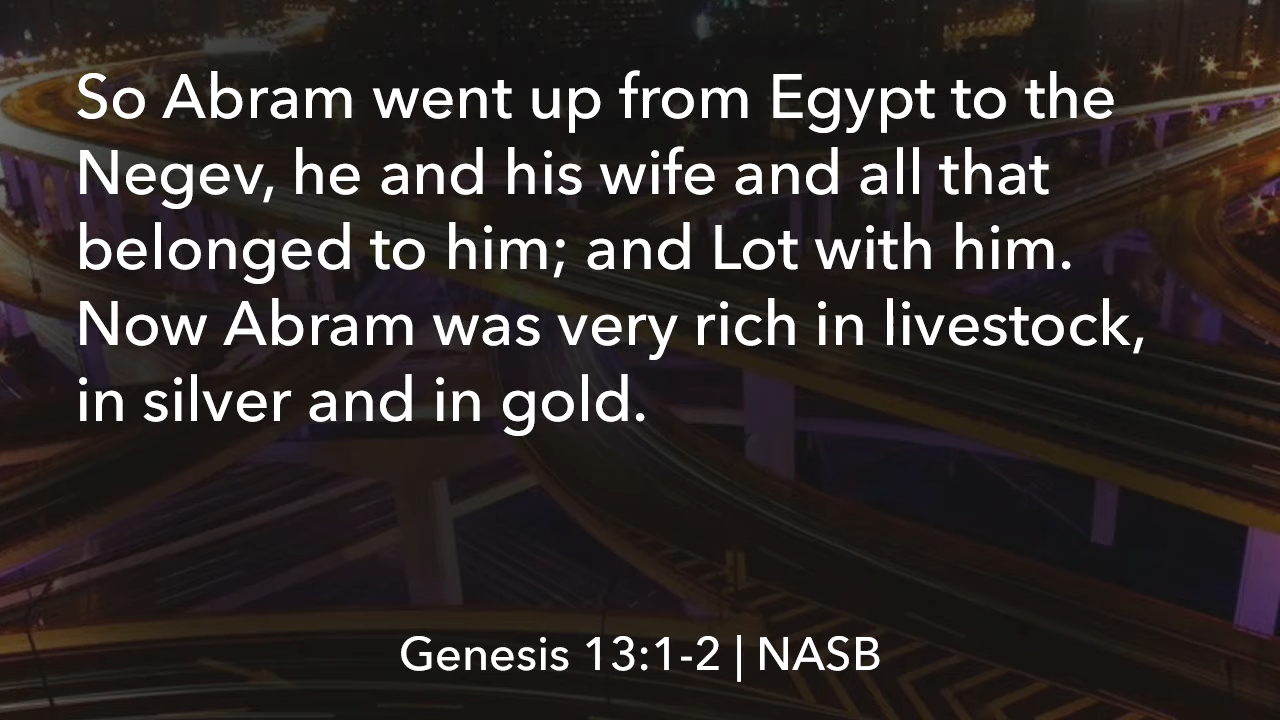 So Abram went up from Egypt to the
Negev, he and his wife and all that
belonged to him; and Lot with him.
Now Abram was very rich in livestock,
in silver and in gold.
Genesis 13:1-2 | NASB